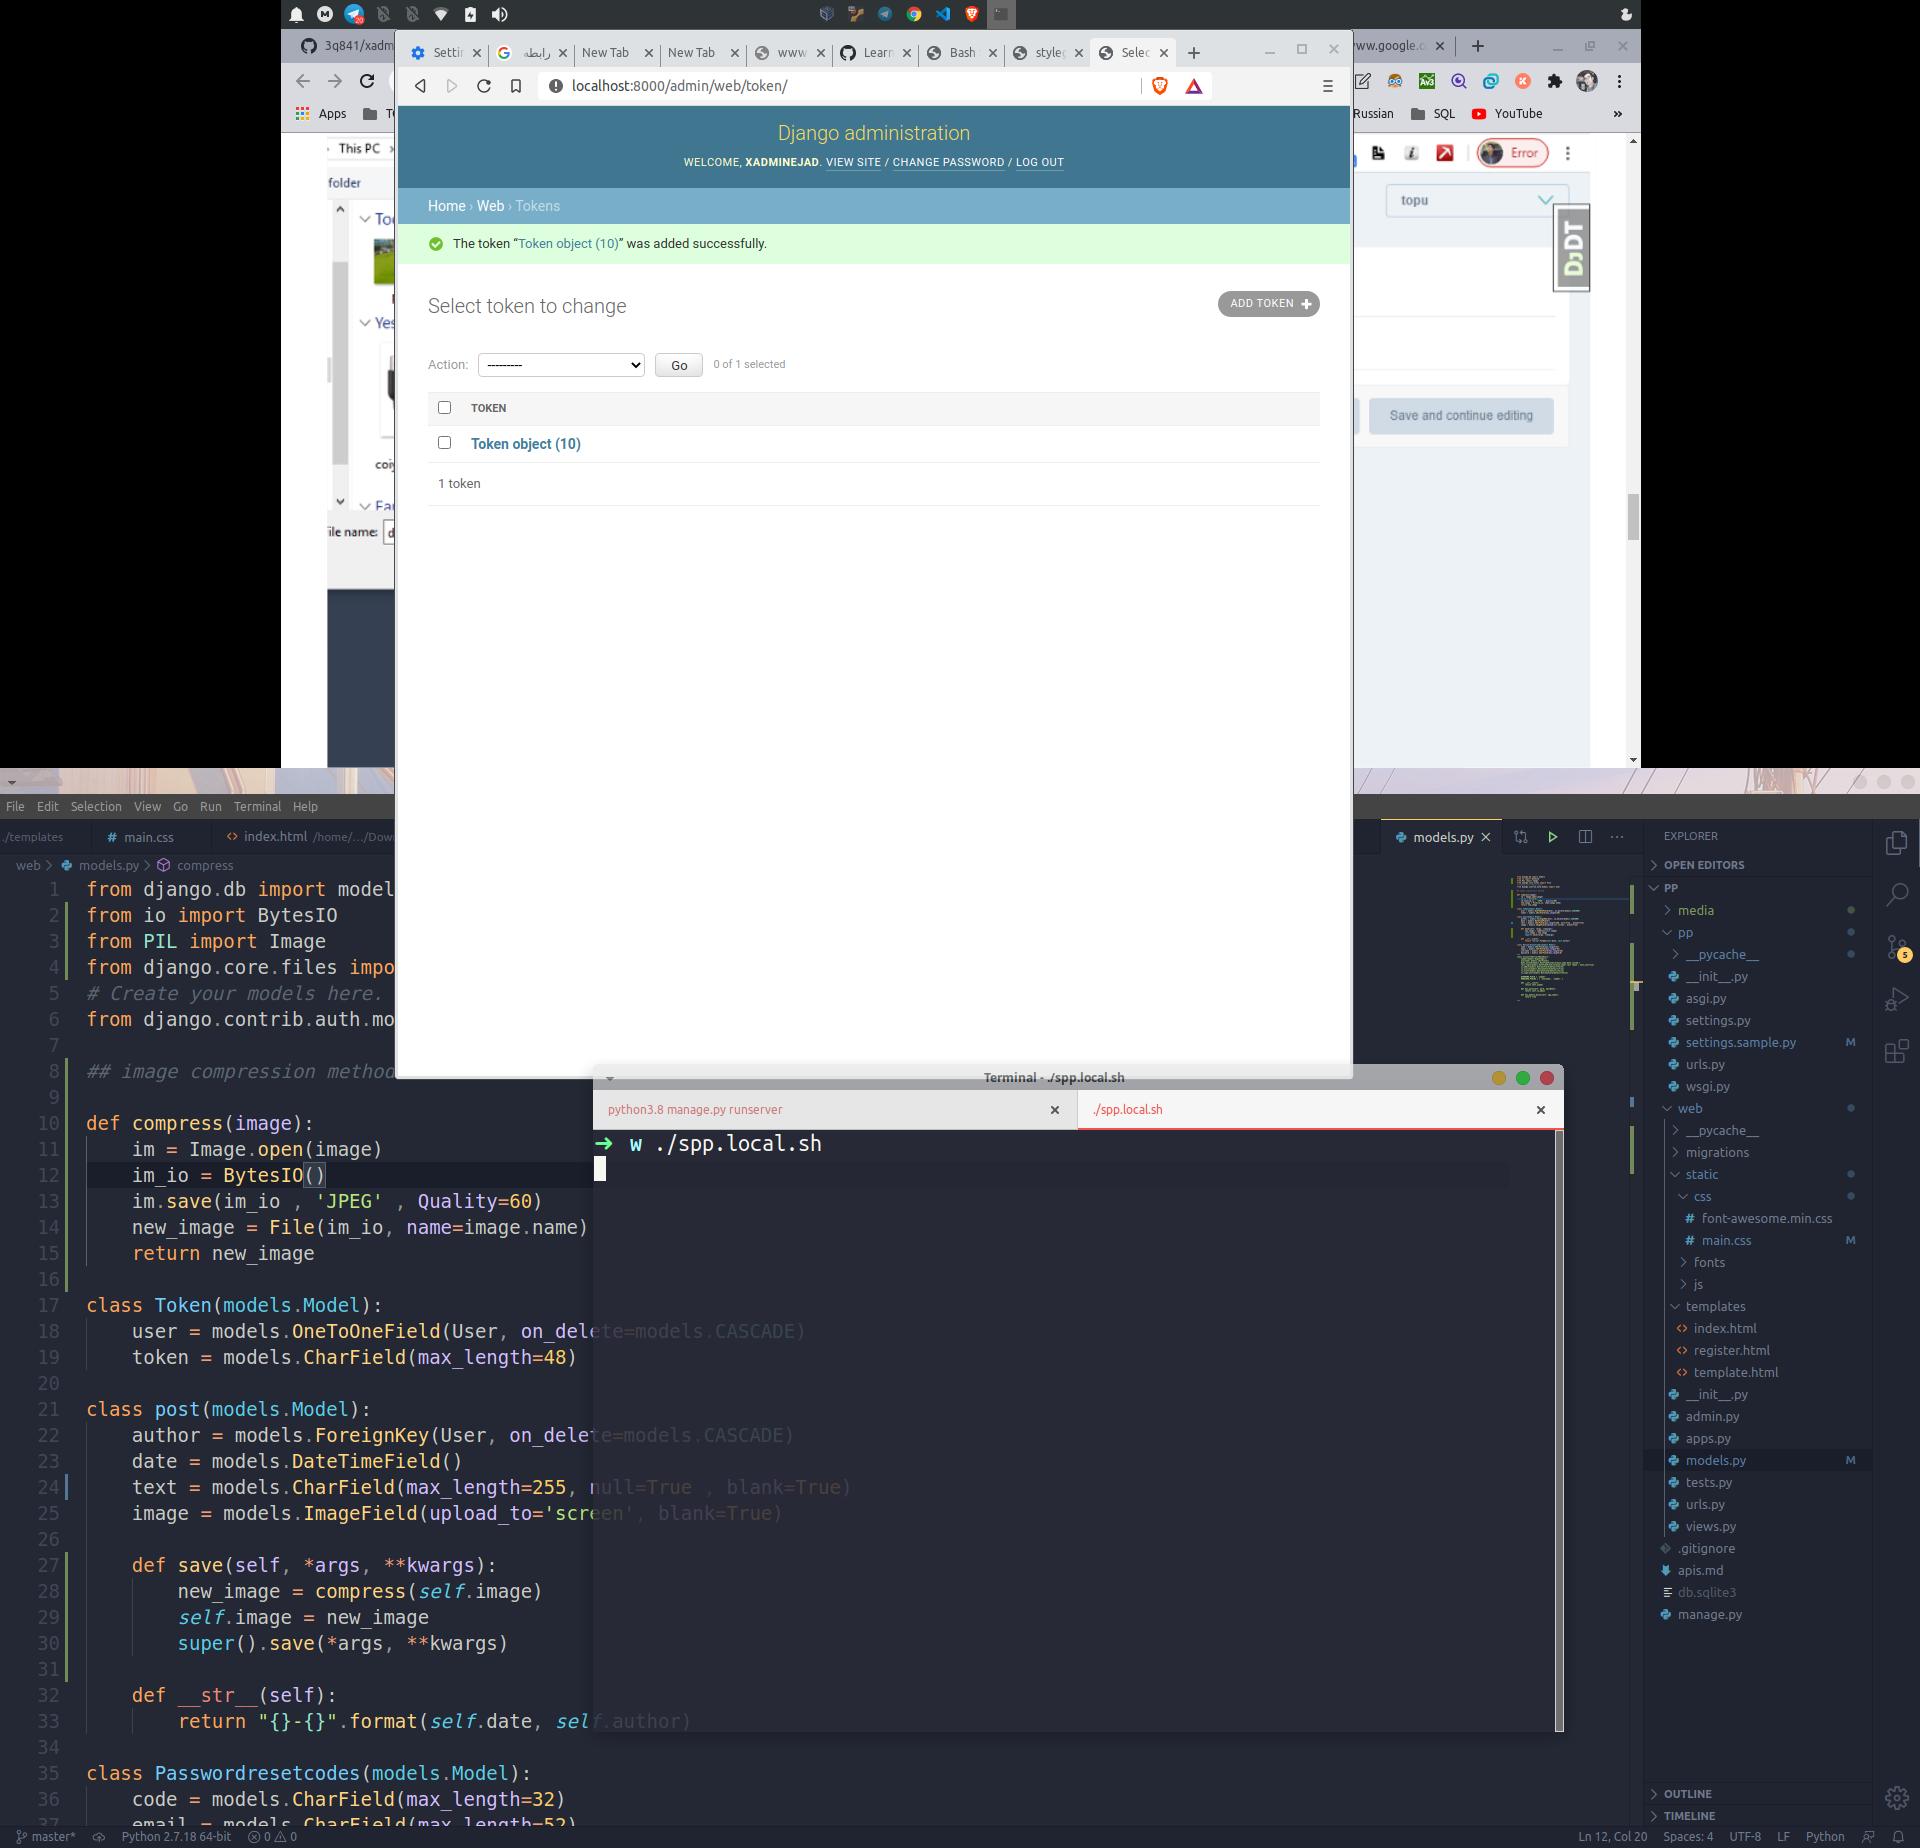 3q841/xadm
Settin
رابطه
New Tab
New Tab
www
Learn
Bash
style
Selec
www.google.c
localhost:8000/admin/web/token/
Apps
Russian
SQL
YouTube
»
Django administration
WELCOME, XADMINEJAD. VIEW SITE / CHANGE PASSWORD / LOG OUT
Home › Web › Tokens
The token “Token object (10)” was added successfully.
Select token to change
ADD TOKEN +
Action:
---------
Go
0 of 1 selected
TOKEN
Token object (10)
1 token
This PC
folder
Yes
ile name:
Error
topu
DJDT
Save and continue editing
File Edit Selection View Go Run Terminal Help
./templates
# main.css
<> index.html /home/.../Dow
models.py
web > models.py > compress
1 from django.db import model
2 from io import BytesIO
3 from PIL import Image
4 from django.core.files impo
5 # Create your models here.
6 from django.contrib.auth.mo
7
8 ## image compression method
9
10 def compress(image):
11 im = Image.open(image)
12 im_io = BytesIO()
13 im.save(im_io , 'JPEG' , Quality=60)
14 new_image = File(im_io, name=image.name)
15 return new_image
16
17 class Token(models.Model):
18 user = models.OneToOneField(User, on_delete=models.CASCADE)
19 token = models.CharField(max_length=48)
20
21 class post(models.Model):
22 author = models.ForeignKey(User, on_delete=models.CASCADE)
23 date = models.DateTimeField()
24 text = models.CharField(max_length=255, null=True , blank=True)
25 image = models.ImageField(upload_to='screen', blank=True)
26
27 def save(self, *args, **kwargs):
28 new_image = compress(self.image)
29 self.image = new_image
30 super().save(*args, **kwargs)
31
32 def __str__(self):
33 return "{}-{}".format(self.date, self.author)
34
35 class Passwordresetcodes(models.Model):
36 code = models.CharField(max_length=32)
37 email = models.CharField(max_length=52)
Terminal - ./spp.local.sh
python3.8 manage.py runserver
./spp.local.sh
➜ w ./spp.local.sh
EXPLORER
OPEN EDITORS
PP
media
pp
__pycache__
__init__.py
asgi.py
settings.py
settings.sample.py M
urls.py
wsgi.py
web
__pycache__
migrations
static
css
# font-awesome.min.css
# main.css M
fonts
js
templates
<> index.html
<> register.html
<> template.html
__init__.py
admin.py
apps.py
models.py M
tests.py
urls.py
views.py
.gitignore
apis.md
db.sqlite3
manage.py
5
OUTLINE
TIMELINE
master* Python 2.7.18 64-bit 0 0
Ln 12, Col 20 Spaces: 4 UTF-8 LF Python